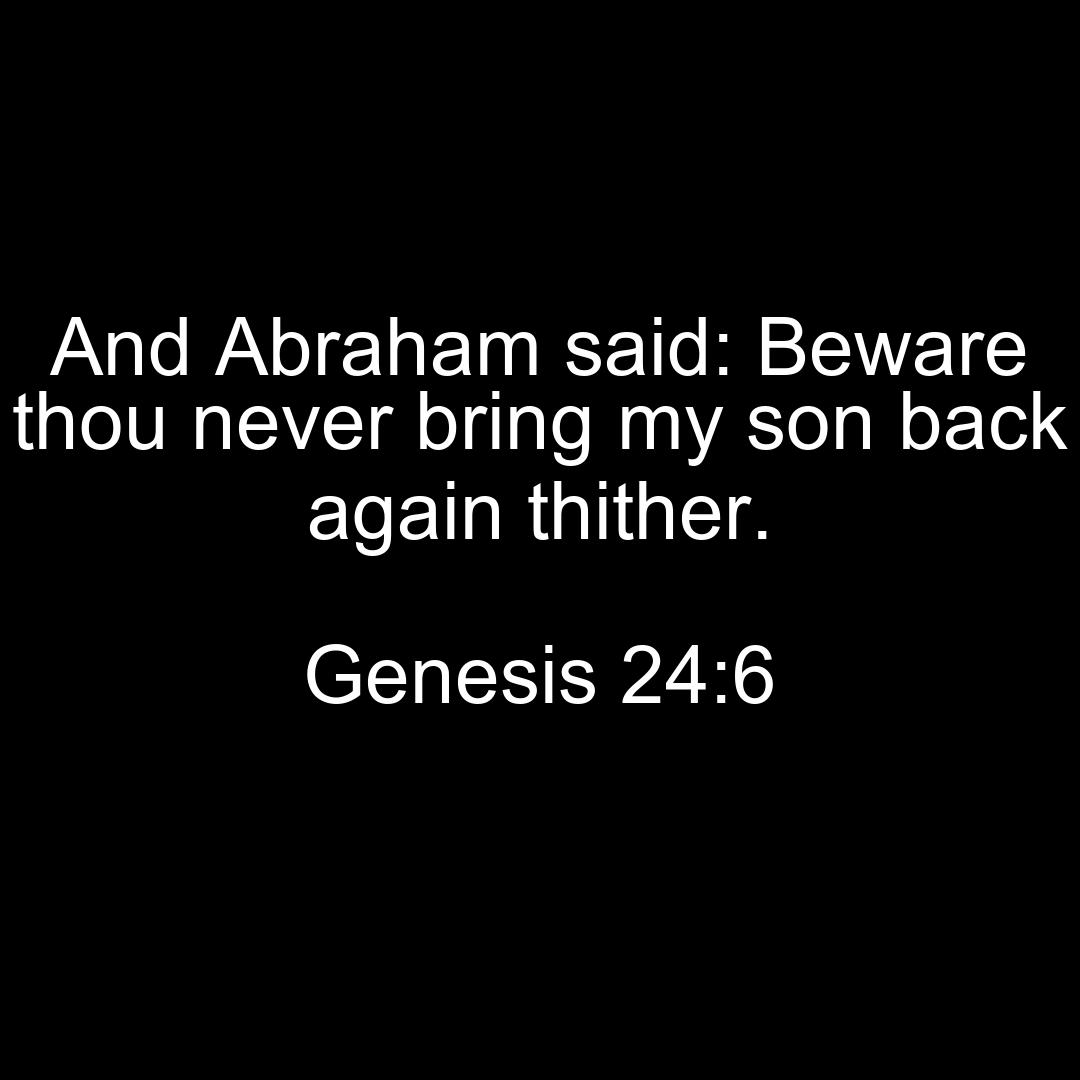 And Abraham said: Beware
thou never bring my son back
again thither.
Genesis 24:6